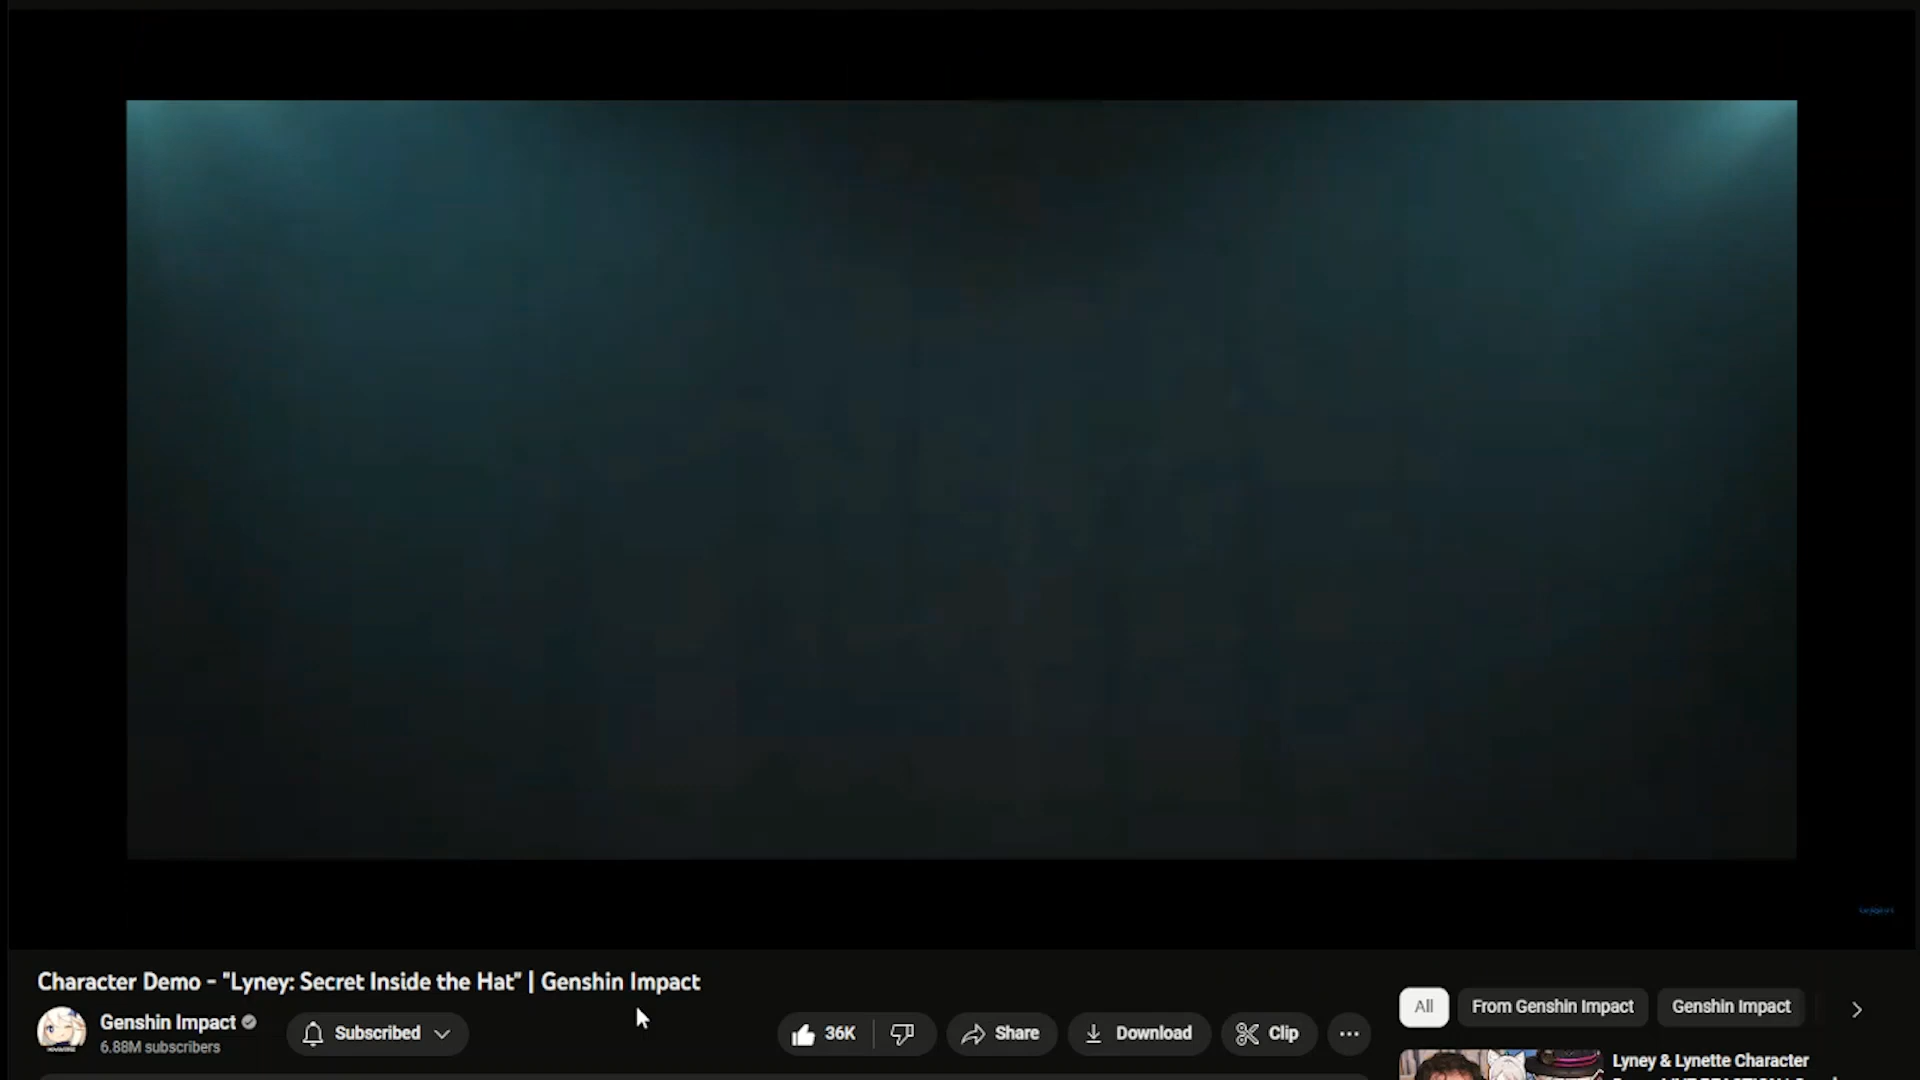 Character Demo - "Lyney: Secret Inside the Hat" | Genshin Impact
Genshin Impact
6.88M subscribers
Subscribed
36K
Share
Download
Clip
All
From Genshin Impact
Genshin Impact
Lyney & Lynette Character